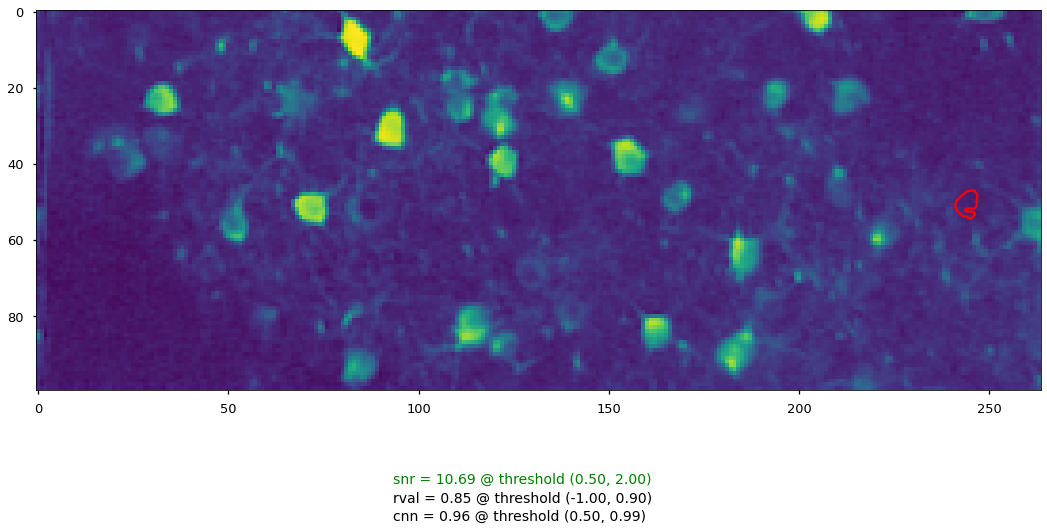 0
20
40
60
80
0 50 100 150 200 250
snr = 10.69 @ threshold (0.50, 2.00)
rval = 0.85 @ threshold (-1.00, 0.90)
cnn = 0.96 @ threshold (0.50, 0.99)